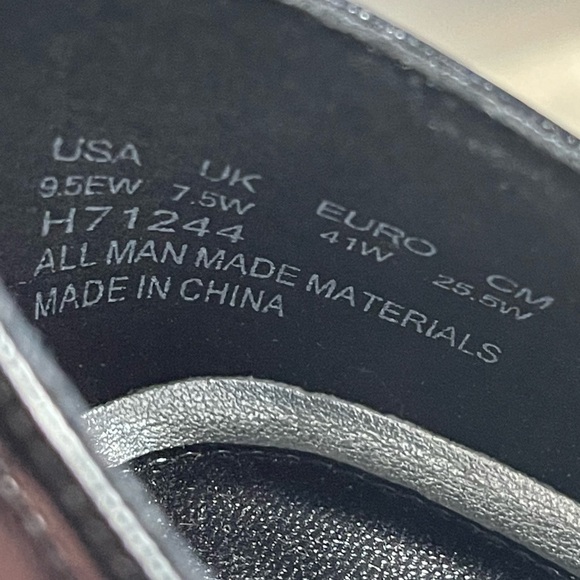 USA UK EURO CM
9.5EW 7.5W 41W 25.5W
H71244
ALL MAN MADE MATERIALS
MADE IN CHINA